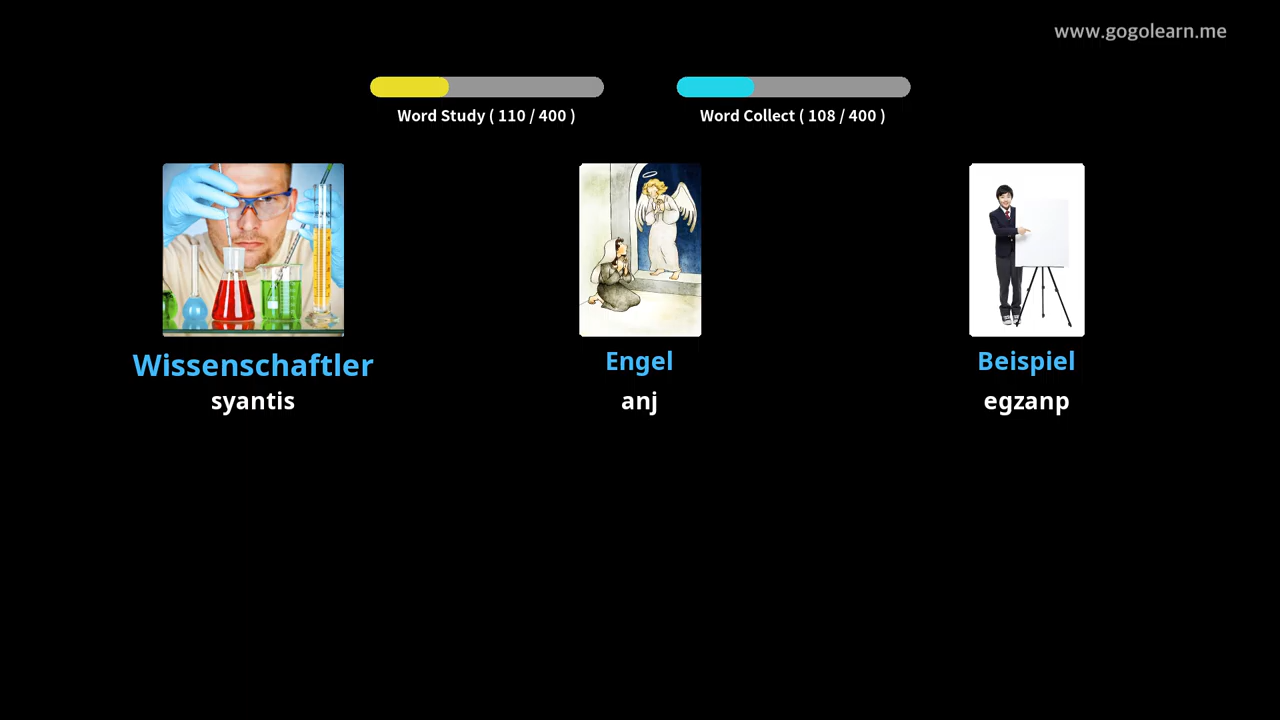 www.gogolearn.me
Word Study ( 110 / 400 )
Word Collect ( 108 / 400 )
Wissenschaftler
syantis
Engel
anj
Beispiel
egzanp